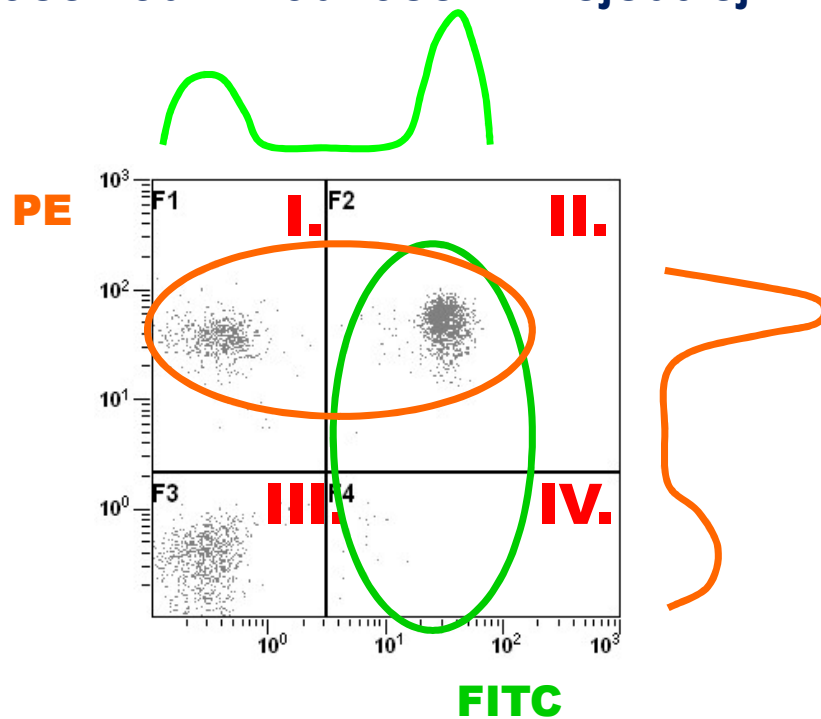 10³
PE
F1
I.
F2
II.
10²
10¹
F3
III.
F4
IV.
10⁰
10⁰
10¹
10²
10³
FITC